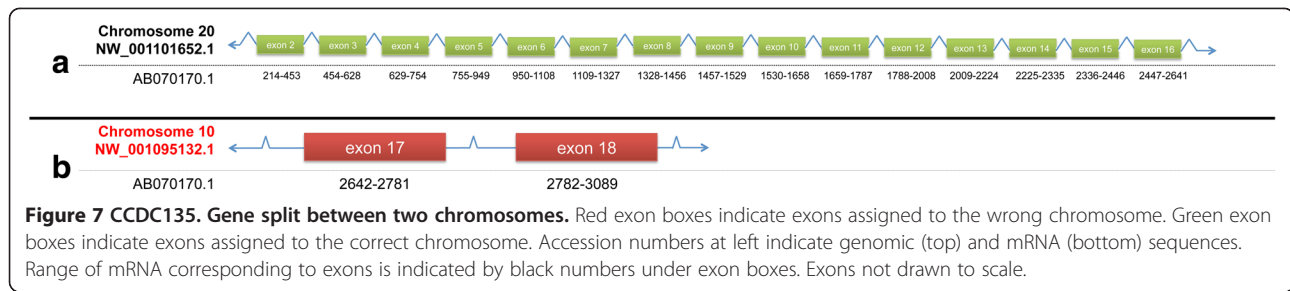 Chromosome 20
NW_001101652.1
exon 2 exon 3 exon 4 exon 5 exon 6 exon 7 exon 8 exon 9 exon 10 exon 11 exon 12 exon 13 exon 14 exon 15 exon 16
a
AB070170.1 214-453 454-628 629-754 755-949 950-1108 1109-1327 1328-1456 1457-1529 1530-1658 1659-1787 1788-2008 2009-2224 2225-2335 2336-2446 2447-2641
Chromosome 10
NW_001095132.1
exon 17 exon 18
b
AB070170.1 2642-2781 2782-3089
Figure 7 CCDC135. Gene split between two chromosomes. Red exon boxes indicate exons assigned to the wrong chromosome. Green exon
boxes indicate exons assigned to the correct chromosome. Accession numbers at left indicate genomic (top) and mRNA (bottom) sequences.
Range of mRNA corresponding to exons is indicated by black numbers under exon boxes. Exons not drawn to scale.